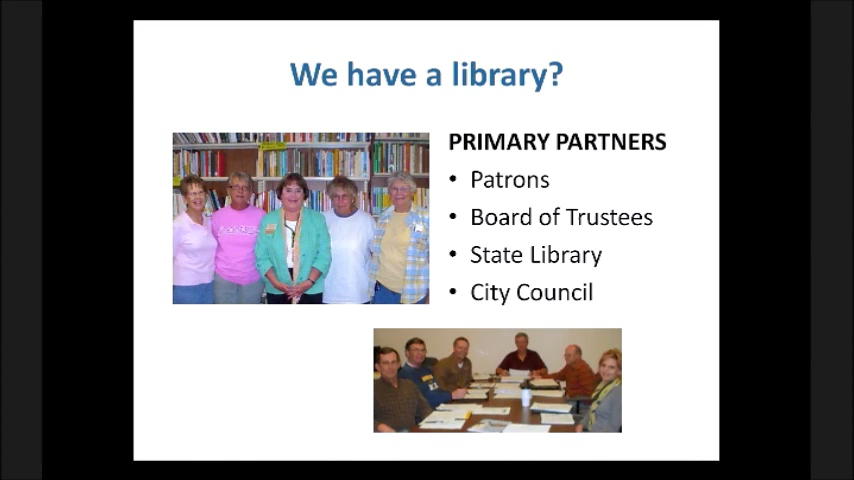 We have a library?
PRIMARY PARTNERS
• Patrons
• Board of Trustees
• State Library
• City Council